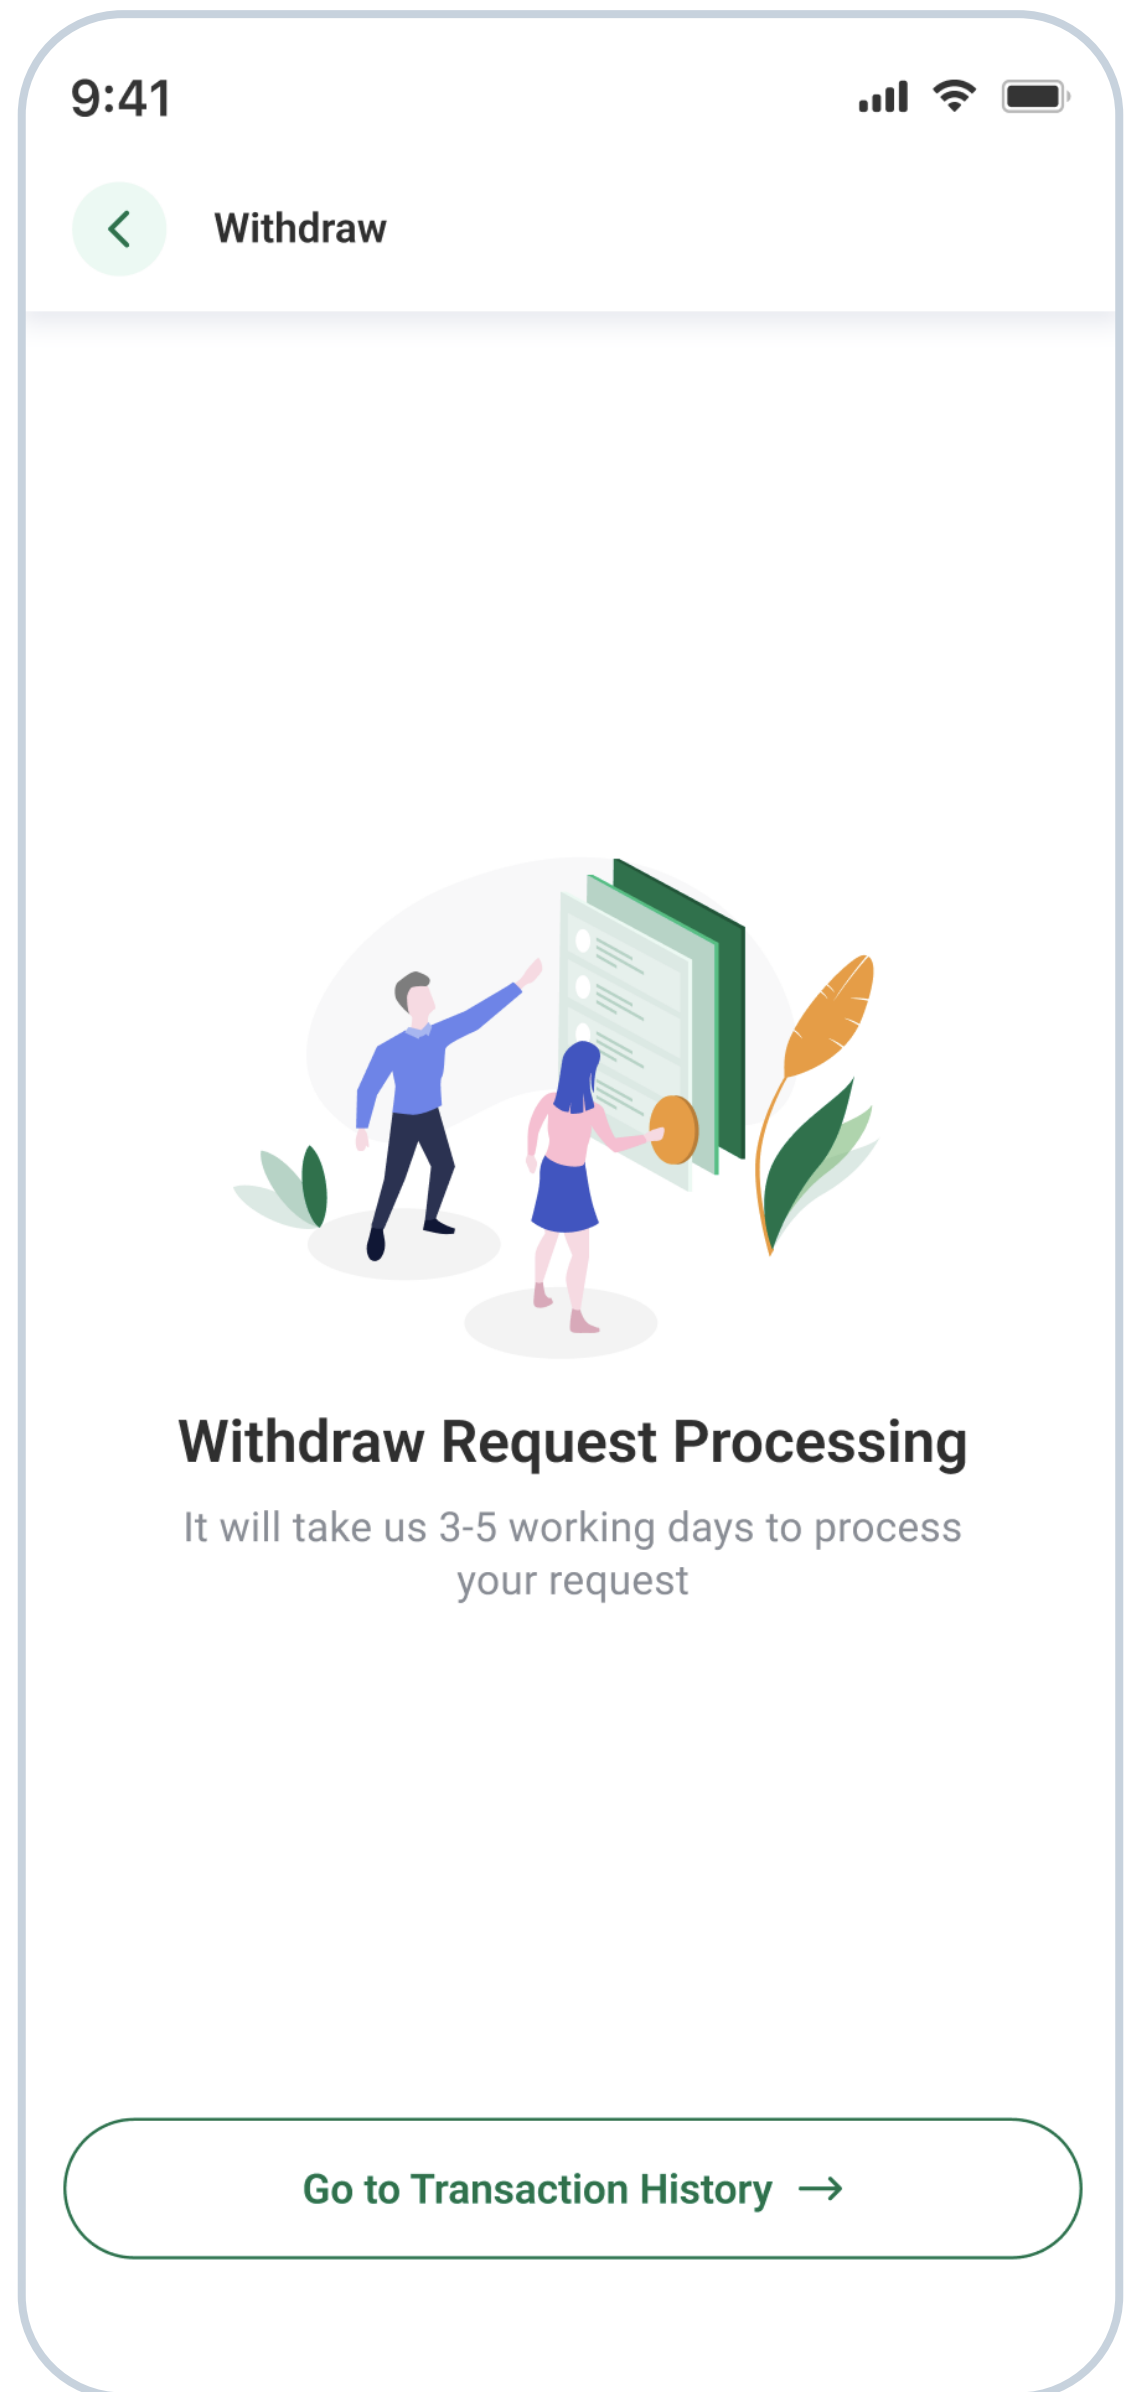 9:41
Withdraw
Withdraw Request Processing
It will take us 3-5 working days to process
your request
Go to Transaction History →